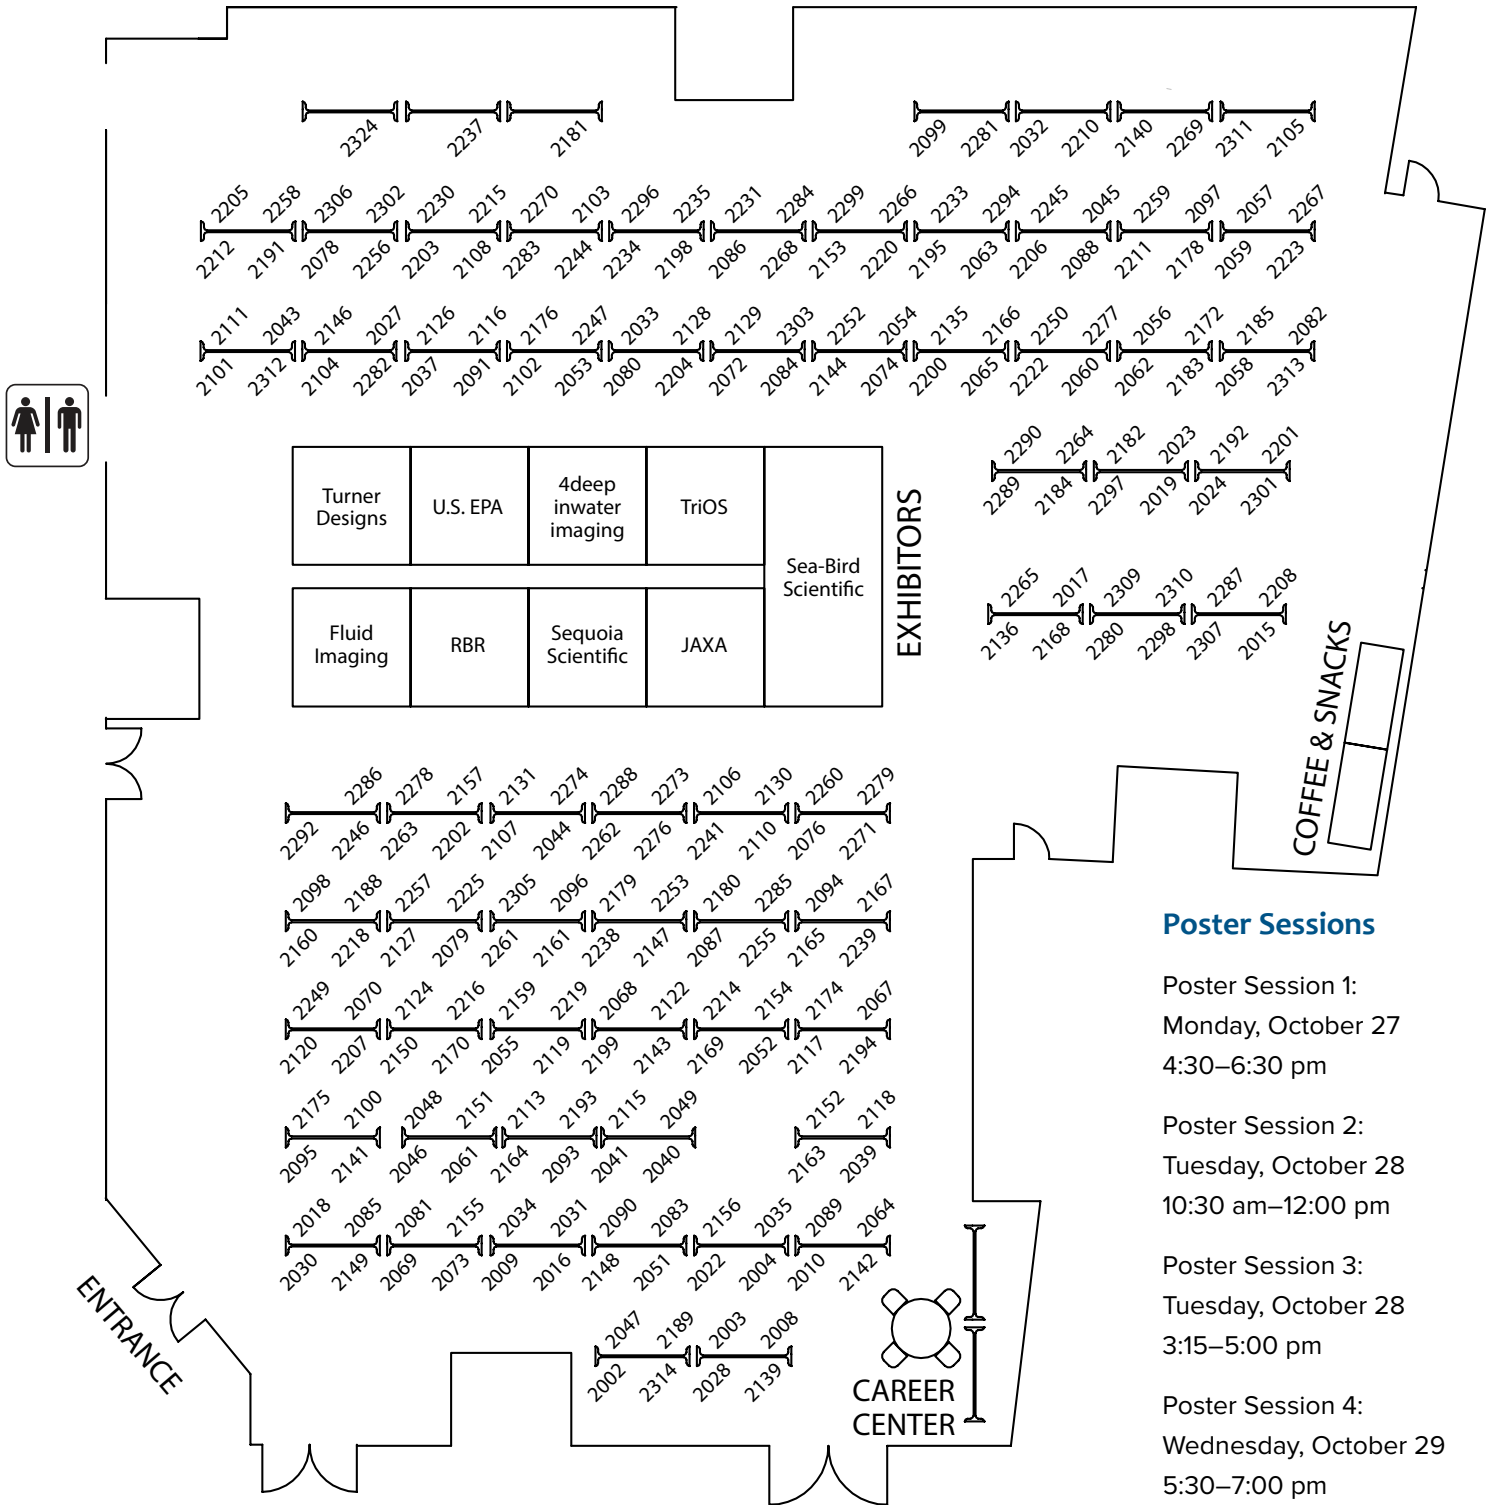 2324 2237 2181 2099 2281 2032 2210 2140 2269 2311 2105
2205 2258 2306 2302 2230 2215 2270 2103 2296 2235 2231 2284 2299 2266 2233 2294 2245 2045 2259 2097 2057 2267
2212 2191 2078 2256 2203 2108 2283 2244 2234 2198 2086 2268 2153 2220 2195 2063 2206 2088 2211 2178 2059 2223
2111 2043 2146 2027 2126 2116 2176 2247 2033 2128 2129 2303 2252 2054 2135 2166 2250 2277 2056 2172 2185 2082
2101 2312 2104 2282 2037 2091 2102 2053 2080 2204 2072 2084 2144 2074 2200 2065 2222 2060 2062 2183 2058 2313
2290 2264 2182 2023 2192 2201
2289 2184 2297 2019 2024 2301
Turner
Designs
U.S. EPA
4deep
inwater
imaging
TriOS
Sea-Bird
Scientific
EXHIBITORS
Fluid
Imaging
RBR
Sequoia
Scientific
JAXA
2265 2017 2309 2310 2287 2208
2136 2168 2280 2298 2307 2015
COFFEE & SNACKS
2286 2278 2157 2131 2274 2288 2273 2106 2130 2260 2279
2292 2246 2263 2202 2107 2044 2262 2276 2241 2110 2076 2271
2098 2188 2257 2225 2305 2096 2179 2253 2180 2285 2094 2167
2160 2218 2127 2079 2261 2161 2238 2147 2087 2255 2165 2239
2249 2070 2124 2216 2159 2219 2068 2122 2214 2154 2174 2067
2120 2207 2150 2170 2055 2119 2199 2143 2169 2052 2117 2194
2175 2100 2048 2151 2113 2193 2115 2049 2152 2118
2095 2141 2046 2061 2164 2093 2041 2040 2163 2039
2018 2085 2081 2155 2034 2031 2090 2083 2156 2035 2089 2064
2030 2149 2069 2073 2009 2016 2148 2051 2022 2004 2010 2142
2047 2189 2003 2008
2002 2314 2028 2139
ENTRANCE
CAREER
CENTER
Poster Sessions
Poster Session 1:
Monday, October 27
4:30–6:30 pm
Poster Session 2:
Tuesday, October 28
10:30 am–12:00 pm
Poster Session 3:
Tuesday, October 28
3:15–5:00 pm
Poster Session 4:
Wednesday, October 29
5:30–7:00 pm